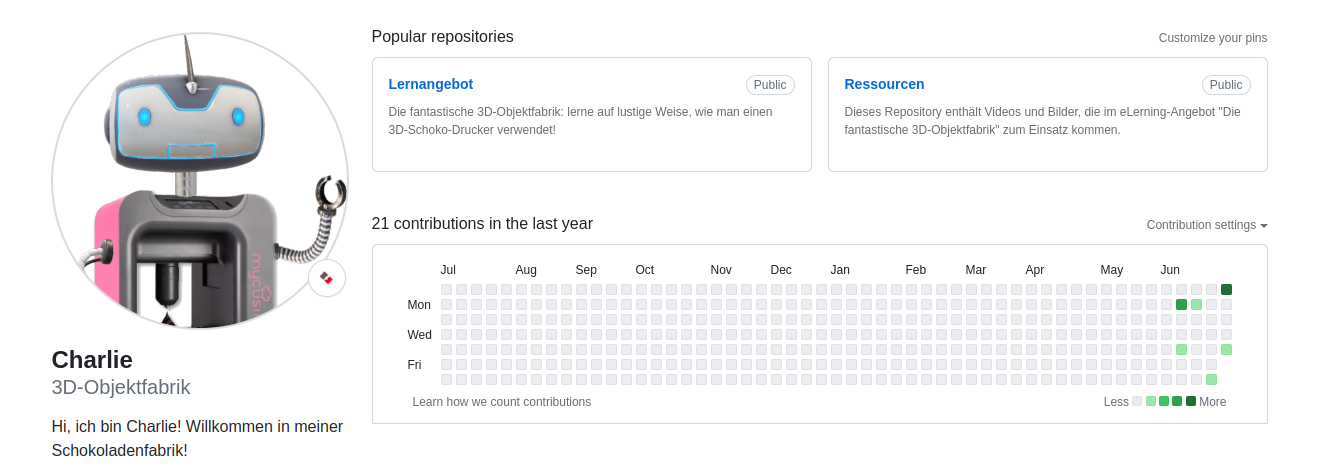 Popular repositories
Customize your pins
Lernangebot
Public
Die fantastische 3D-Objektfabrik: lerne auf lustige Weise, wie man einen
3D-Schoko-Drucker verwendet!
Ressourcen
Public
Dieses Repository enthält Videos und Bilder, die im eLerning-Angebot "Die
fantastische 3D-Objektfabrik" zum Einsatz kommen.
21 contributions in the last year
Contribution settings
Jul Aug Sep Oct Nov Dec Jan Feb Mar Apr May Jun
Mon
Wed
Fri
Learn how we count contributions
Less More
Charlie
3D-Objektfabrik
Hi, ich bin Charlie! Willkommen in meiner
Schokoladenfabrik!